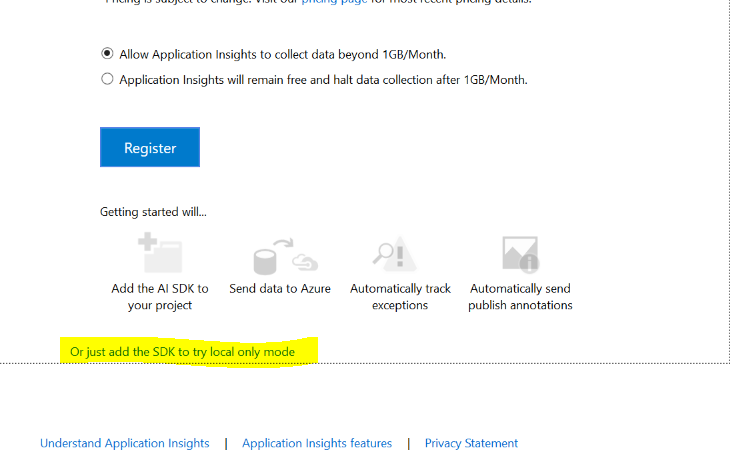 Pricing is subject to change. Visit our pricing page for most recent pricing details.
Allow Application Insights to collect data beyond 1GB/Month.
Application Insights will remain free and halt data collection after 1GB/Month.
Register
Getting started will...
Add the AI SDK to
your project
Send data to Azure
Automatically track
exceptions
Automatically send
publish annotations
Or just add the SDK to try local only mode
Understand Application Insights | Application Insights features | Privacy Statement